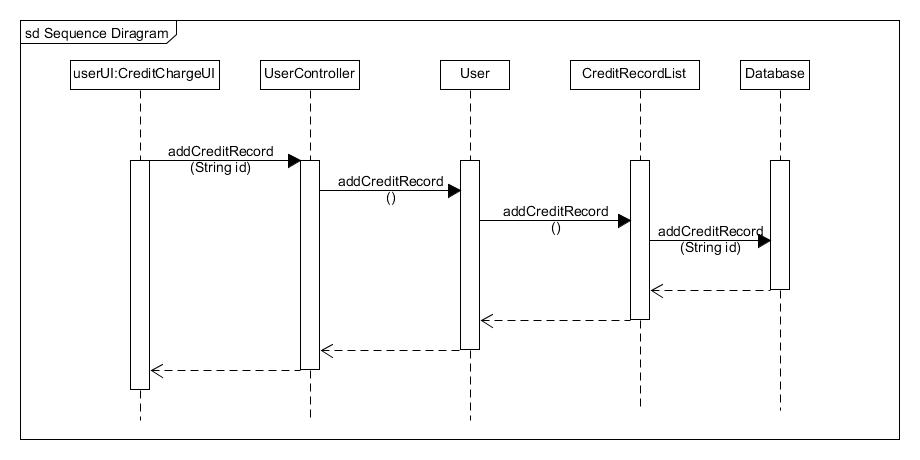 sd Sequence Diragram
userUI:CreditChargeUI
UserController
User
CreditRecordList
Database
addCreditRecord
(String id)
addCreditRecord
()
addCreditRecord
()
addCreditRecord
(String id)